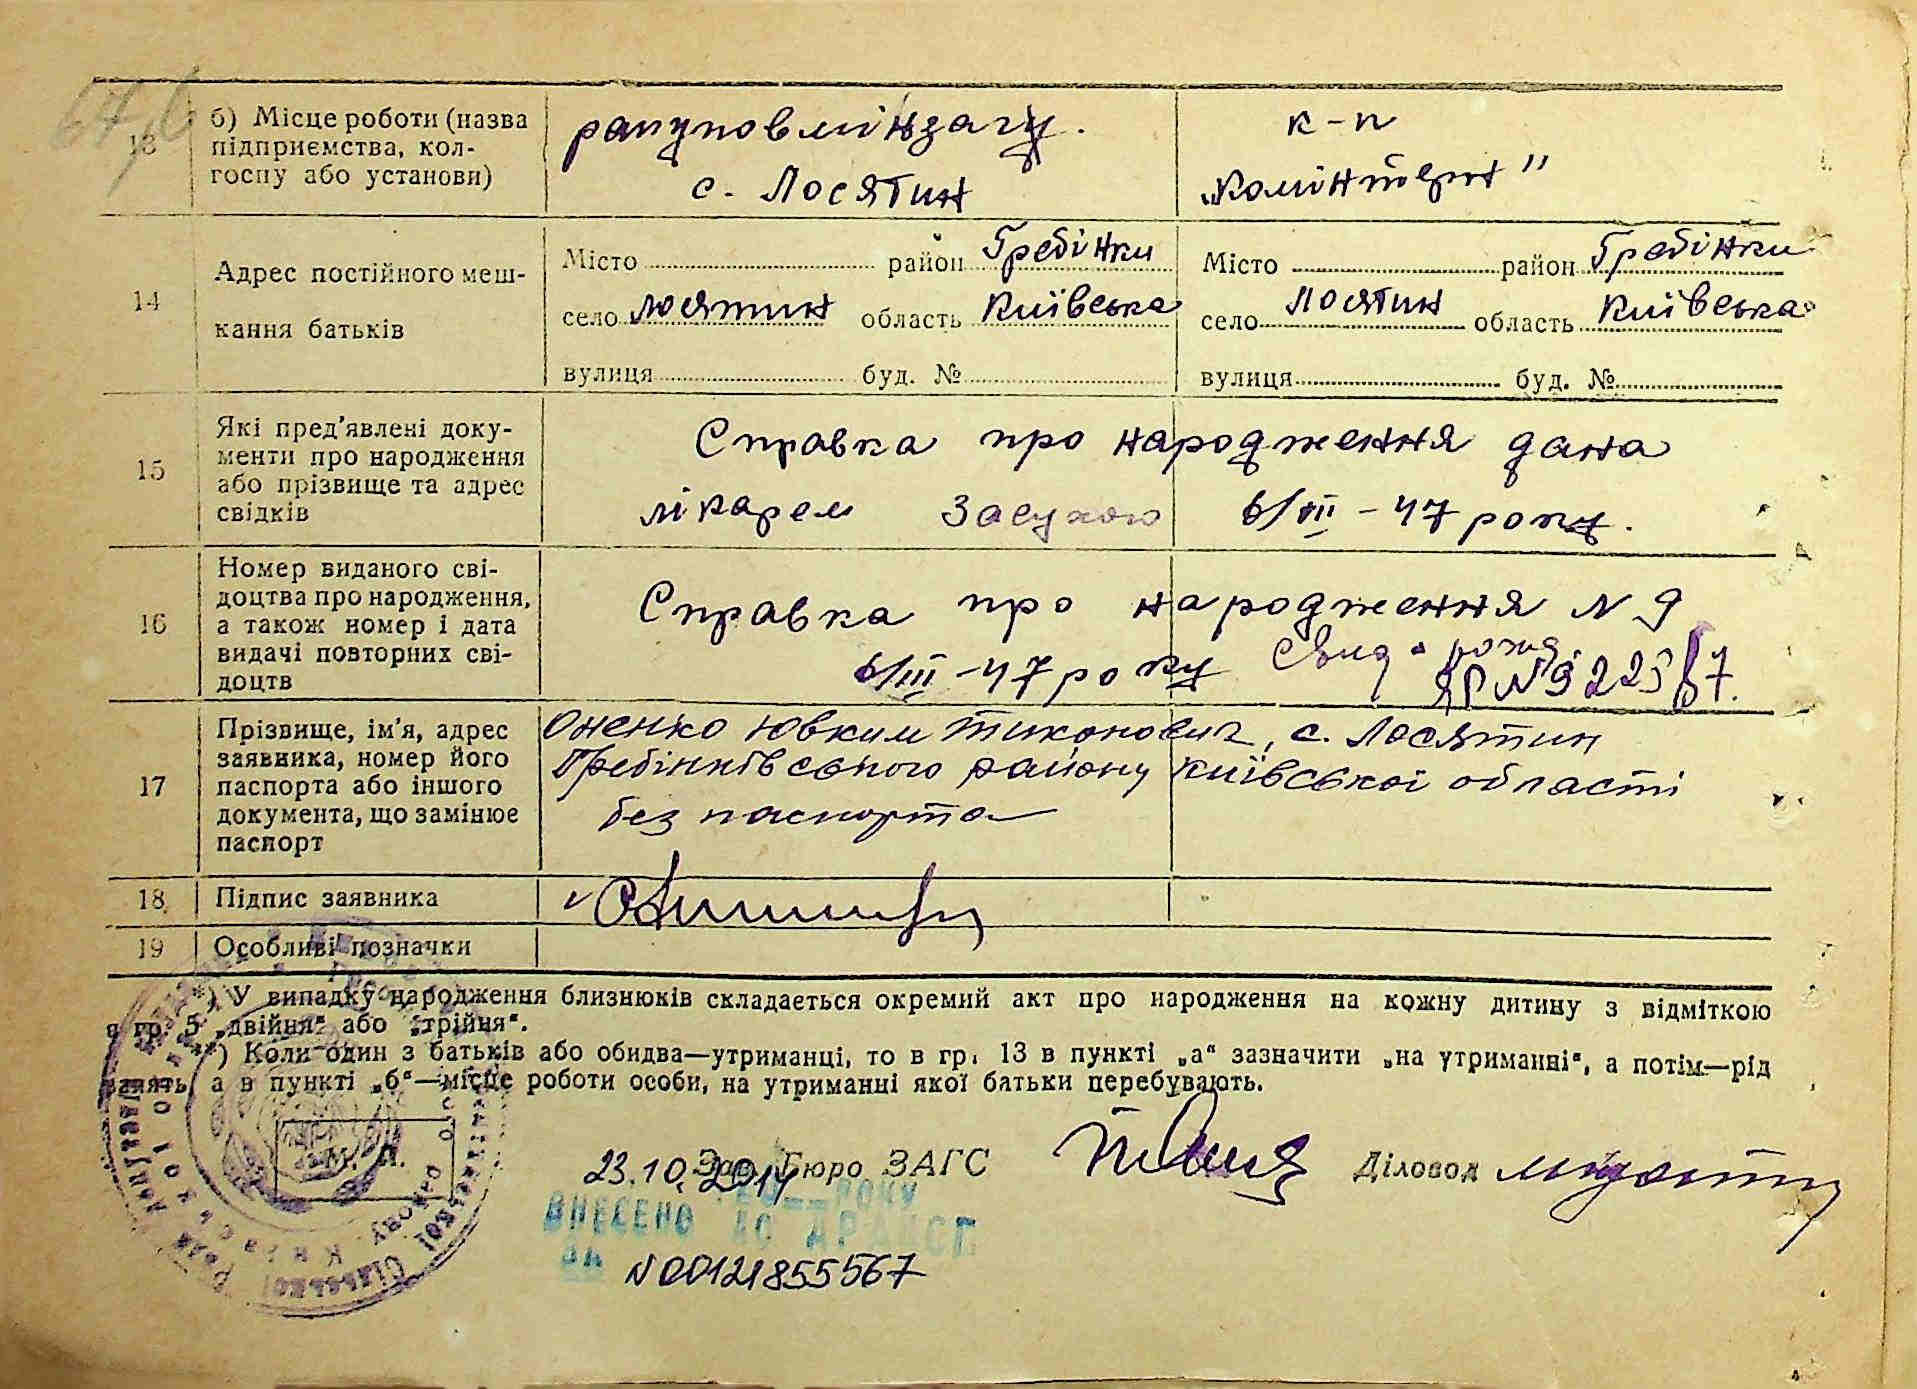 13 б) Місце роботи (назва підприємства, колгоспу або установи)
с. Лосятин
к-п
„Комінтерн"
14 Адрес постійного мешкання батьків
Місто район Гребінки
село Лосятин область Київська
вулиця буд. №
Місто район Гребінки
село Лосятин область Київська
вулиця буд. №
15 Які пред'явлені документи про народження або прізвище та адрес свідків
Справка про народження дана
лікарем Засухою 6/III-47 року.
16 Номер виданого свідоцтва про народження, а також номер і дата видачі повторних свідоцтв
Справка про народження N 9
6/III-47 року
17 Прізвище, ім'я, адрес заявника, номер його паспорта або іншого документа, що замінює паспорт
с. Лосятин
Гребінківського району Київської області
без паспорта
18 Підпис заявника
19 Особливі позначки
*) У випадку народження близнюків складається окремий акт про народження на кожну дитину з відміткою
в гр. 5 „двійня" або „трійня".
**) Коли один з батьків або обидва—утриманці, то в гр. 13 в пункті „а" зазначити „на утриманні", а потім—рід
занять, а в пункті „б"—місце роботи особи, на утриманні якої батьки перебувають.
М. П.
Зав. Бюро ЗАГС
Діловод
23.10.2014
РОКУ
ВНЕСЕНО ДО ДРАЦСГ
ЗА
N00121855567